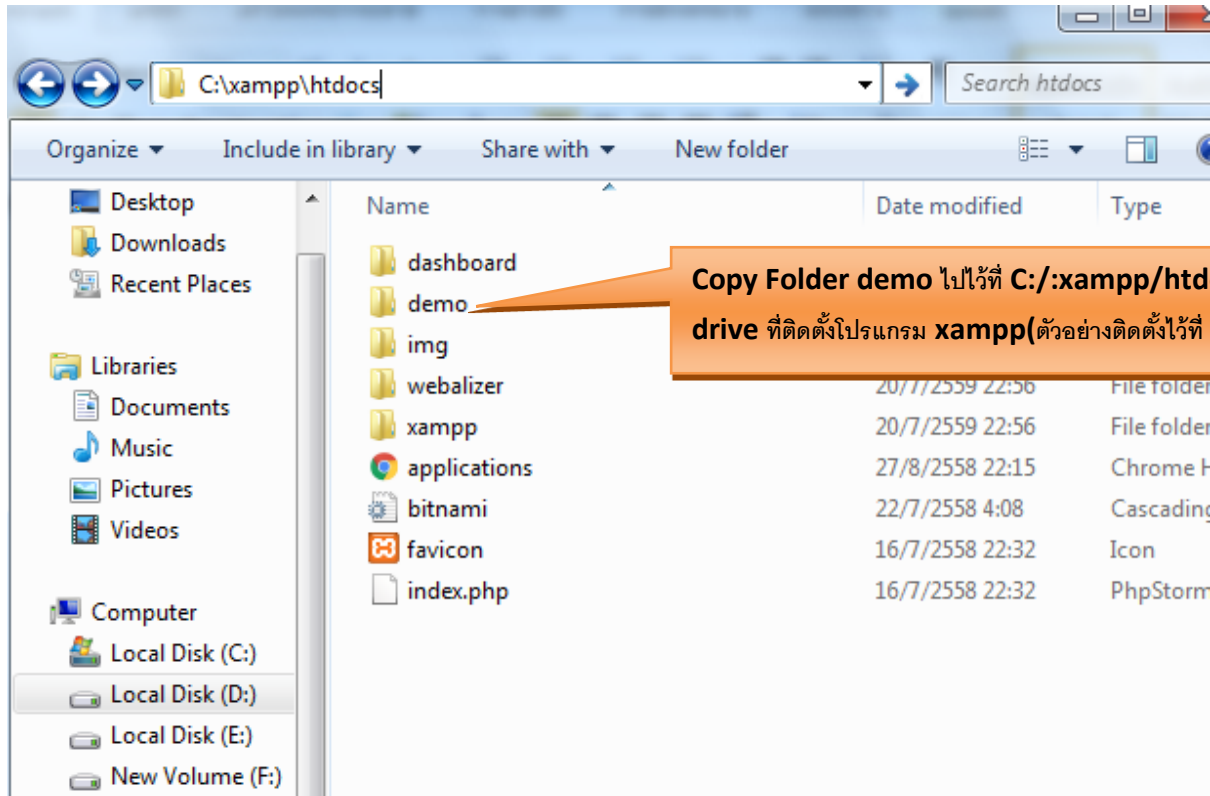 C:\xampp\htdocs
Search htdocs
Organize
Include in library
Share with
New folder
Desktop
Downloads
Recent Places
Libraries
Documents
Music
Pictures
Videos
Computer
Local Disk (C:)
Local Disk (D:)
Local Disk (E:)
New Volume (F:)
Name Date modified Type
dashboard
demo
Copy Folder demo ไปไว้ที่ C:/:xampp/htd
drive ที่ติดตั้งโปรแกรม xampp(ตัวอย่างติดตั้งไว้ที่
img
webalizer 20/7/2559 22:56 File folder
xampp 20/7/2559 22:56 File folder
applications 27/8/2558 22:15 Chrome H
bitnami 22/7/2558 4:08 Cascading
favicon 16/7/2558 22:32 Icon
index.php 16/7/2558 22:32 PhpStorm